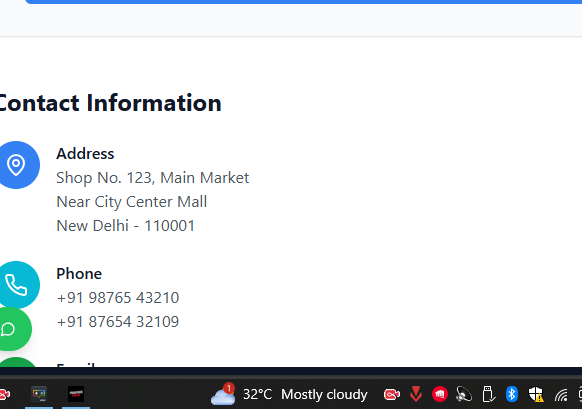 Contact Information
Address
Shop No. 123, Main Market
Near City Center Mall
New Delhi - 110001
Phone
+91 98765 43210
+91 87654 32109
Email
1
32°C Mostly cloudy